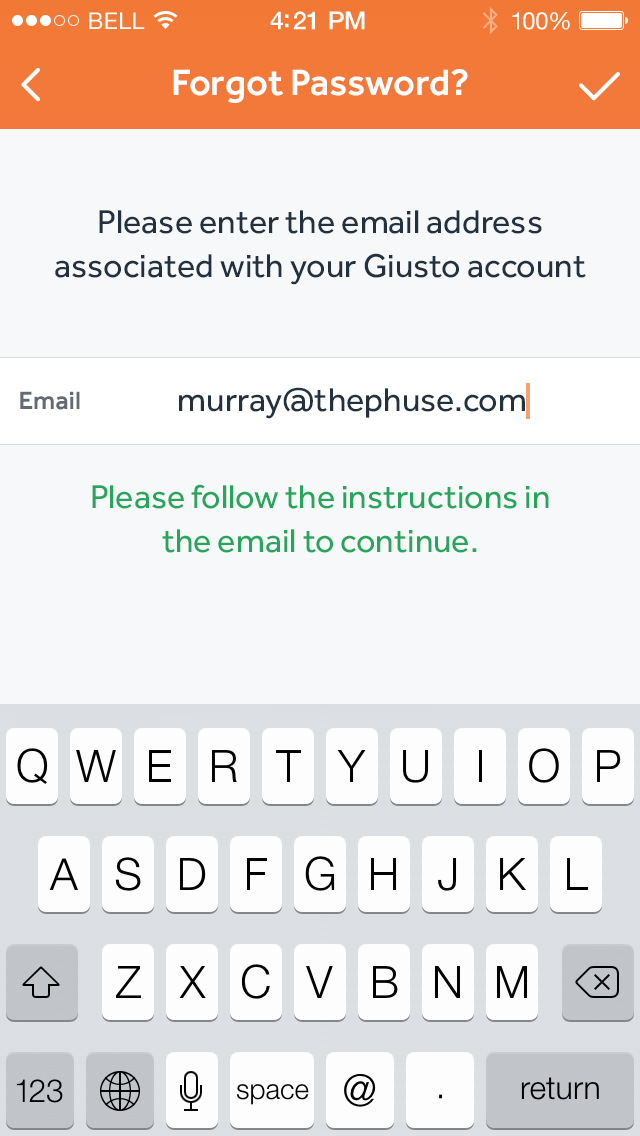 BELL 4:21 PM 100%
Forgot Password?
Please enter the email address
associated with your Giusto account
Email murray@thephuse.com
Please follow the instructions in
the email to continue.
Q W E R T Y U I O P
A S D F G H J K L
Z X C V B N M
123 space @ . return